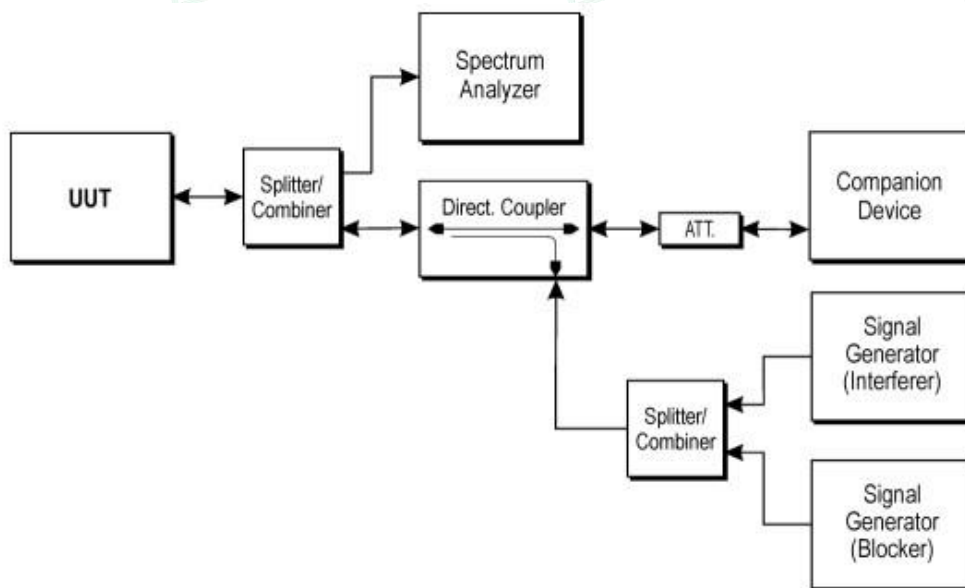 Spectrum
Analyzer
UUT
Splitter/
Combiner
Direct. Coupler
ATT.
Companion
Device
Signal
Generator
(Interferer)
Splitter/
Combiner
Signal
Generator
(Blocker)